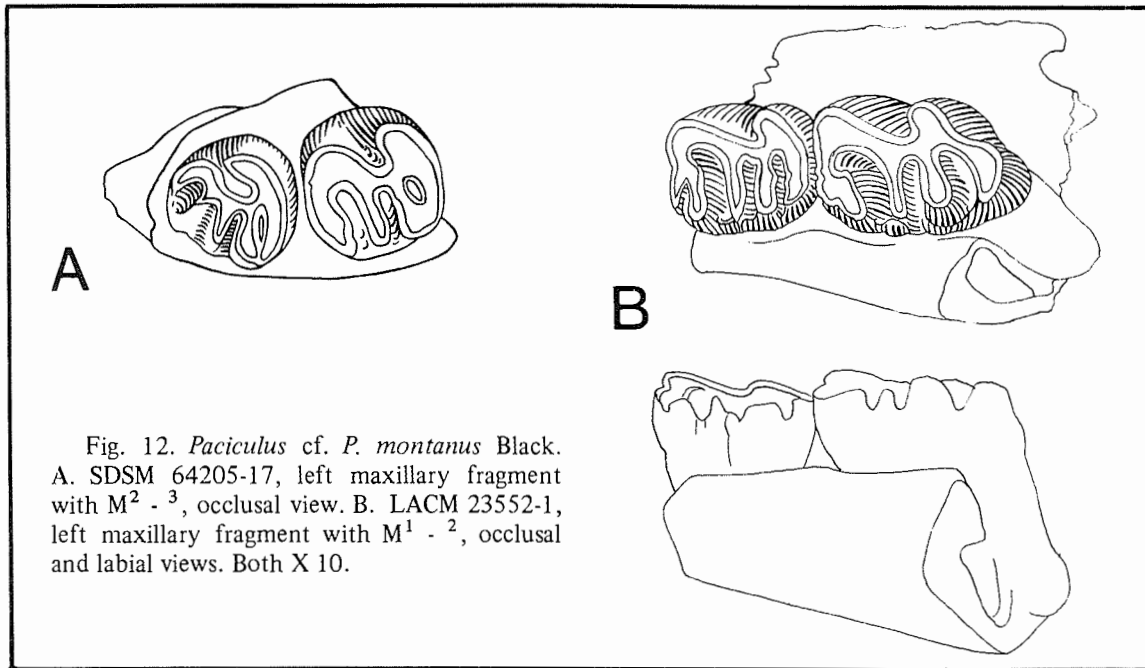 A
B
Fig. 12. Paciculus cf. P. montanus Black.
A. SDSM 64205-17, left maxillary fragment
with M² - ³, occlusal view. B. LACM 23552-1,
left maxillary fragment with M¹ - ², occlusal
and labial views. Both X 10.